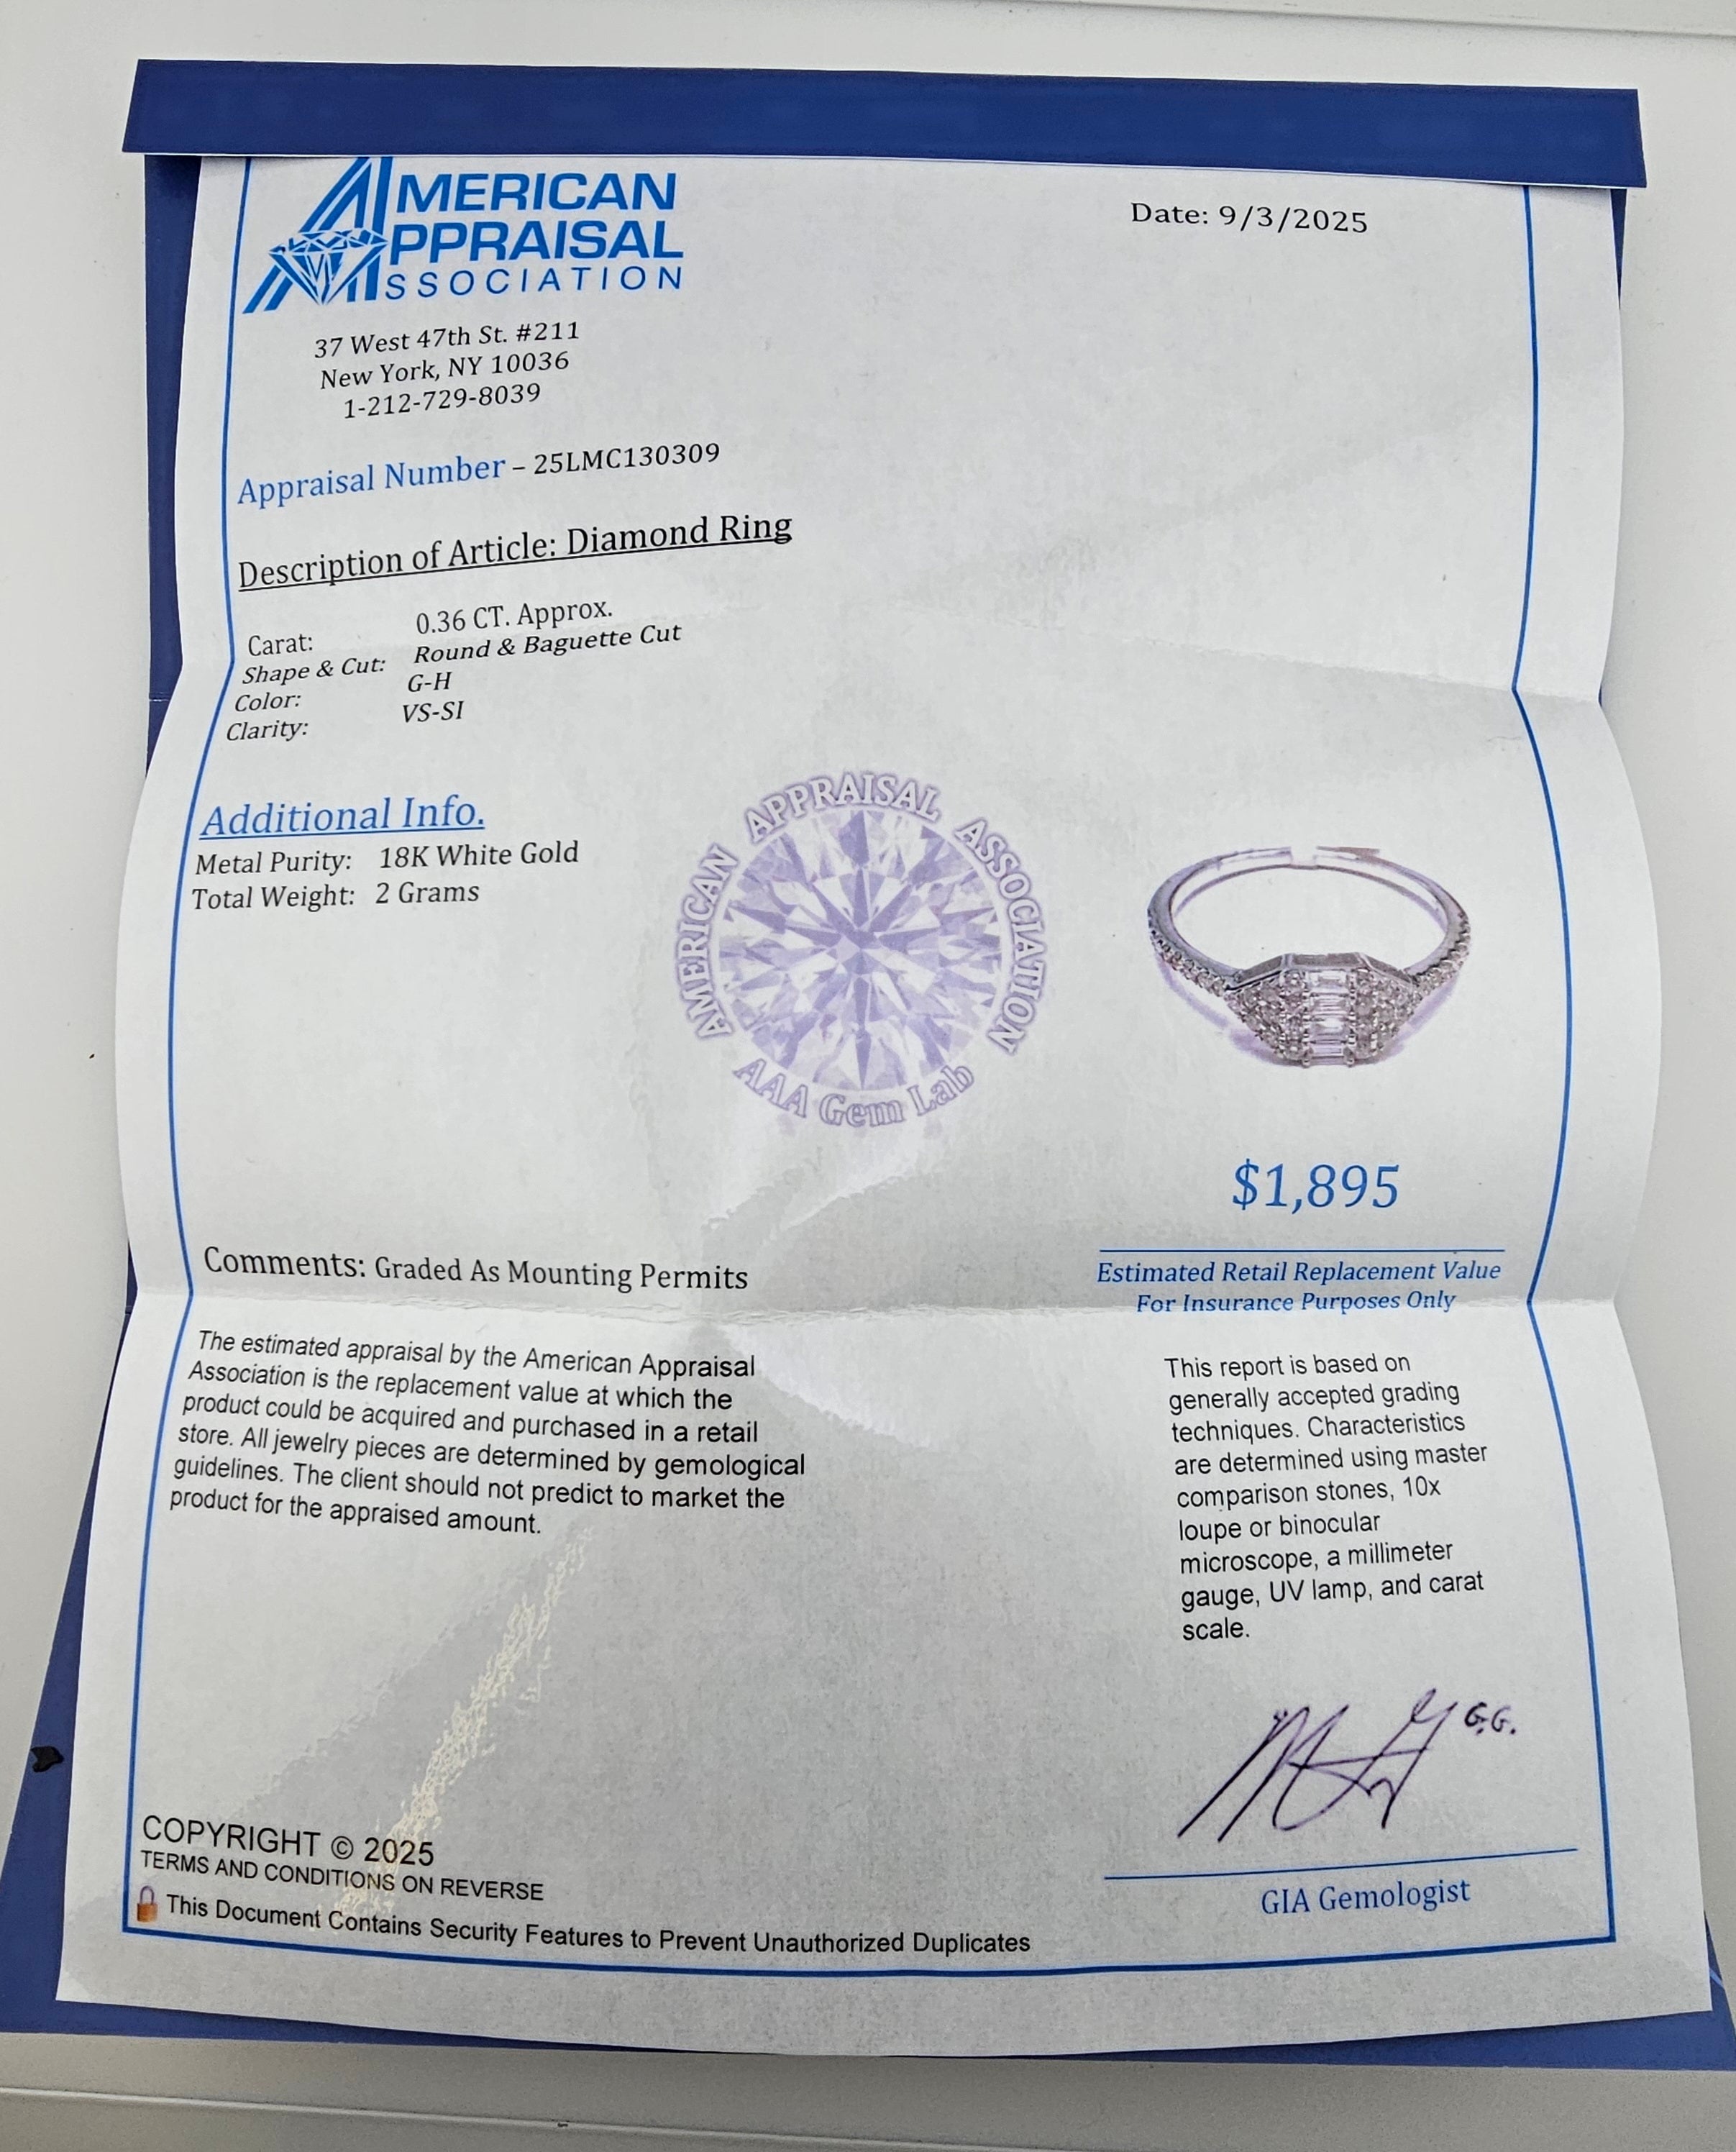 AMERICAN
APPRAISAL
ASSOCIATION
Date: 9/3/2025
37 West 47th St. #211
New York, NY 10036
1-212-729-8039
Appraisal Number – 25LMC130309
Description of Article: Diamond Ring
Carat: 0.36 CT. Approx.
Shape & Cut: Round & Baguette Cut
Color: G-H
Clarity: VS-SI
Additional Info.
Metal Purity: 18K White Gold
Total Weight: 2 Grams
AMERICAN APPRAISAL ASSOCIATION
AAA Gem Lab
$1,895
Estimated Retail Replacement Value
For Insurance Purposes Only
Comments: Graded As Mounting Permits
The estimated appraisal by the American Appraisal
Association is the replacement value at which the
product could be acquired and purchased in a retail
store. All jewelry pieces are determined by gemological
guidelines. The client should not predict to market the
product for the appraised amount.
This report is based on
generally accepted grading
techniques. Characteristics
are determined using master
comparison stones, 10x
loupe or binocular
microscope, a millimeter
gauge, UV lamp, and carat
scale.
G.G.
GIA Gemologist
COPYRIGHT © 2025
TERMS AND CONDITIONS ON REVERSE
This Document Contains Security Features to Prevent Unauthorized Duplicates